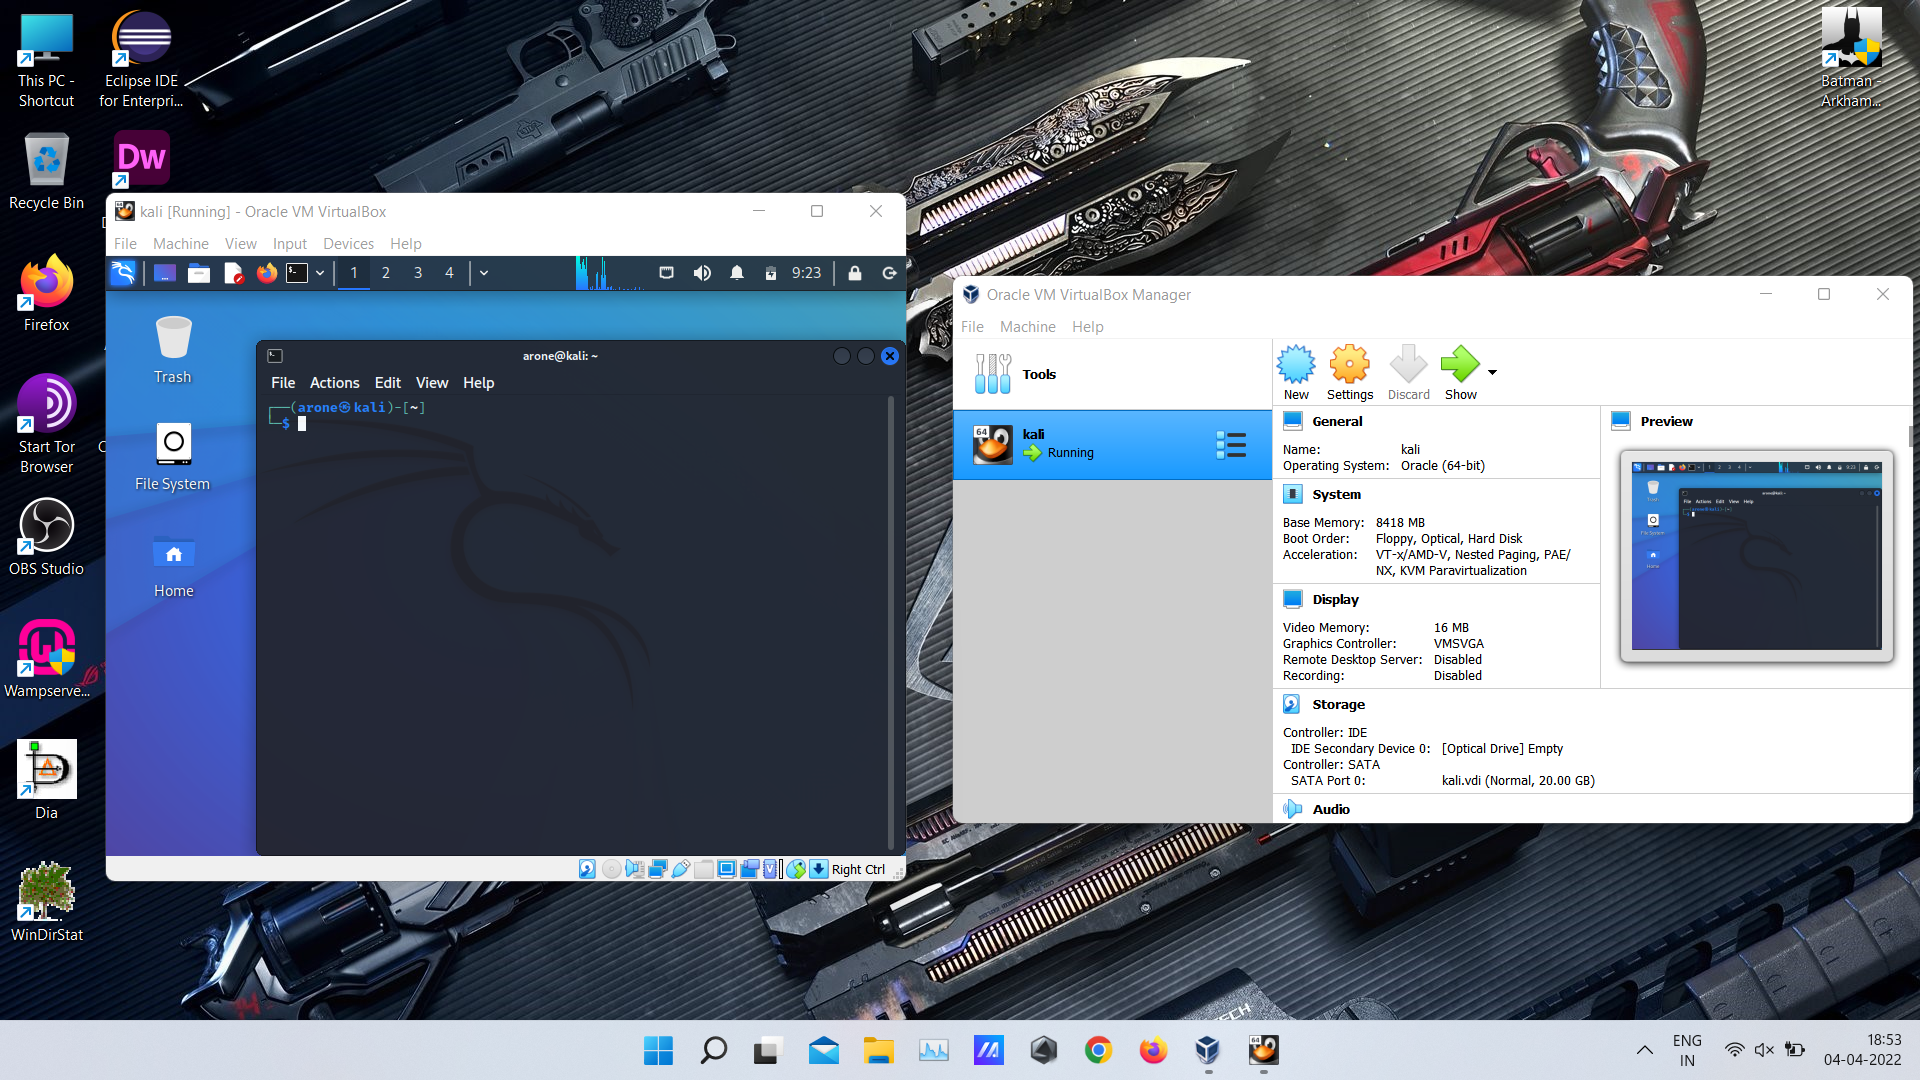 This PC -
Shortcut
Eclipse IDE
for Enterpri...
Batman -
Arkham...
Recycle Bin
Dw
Firefox
Start Tor
Browser
OBS Studio
Wampserve...
Dia
WinDirStat
kali [Running] - Oracle VM VirtualBox
File Machine View Input Devices Help
1 2 3 4 9:23
Trash
File System
Home
arone@kali: ~
File Actions Edit View Help
┌──(arone㉿kali)-[~]
└─$
Right Ctrl
Oracle VM VirtualBox Manager
File Machine Help
Tools
New Settings Discard Show
64
kali
Running
General
Name: kali
Operating System: Oracle (64-bit)
System
Base Memory: 8418 MB
Boot Order: Floppy, Optical, Hard Disk
Acceleration: VT-x/AMD-V, Nested Paging, PAE/
NX, KVM Paravirtualization
Display
Video Memory: 16 MB
Graphics Controller: VMSVGA
Remote Desktop Server: Disabled
Recording: Disabled
Storage
Controller: IDE
IDE Secondary Device 0: [Optical Drive] Empty
Controller: SATA
SATA Port 0: kali.vdi (Normal, 20.00 GB)
Audio
Preview
64
ENG
IN
18:53
04-04-2022